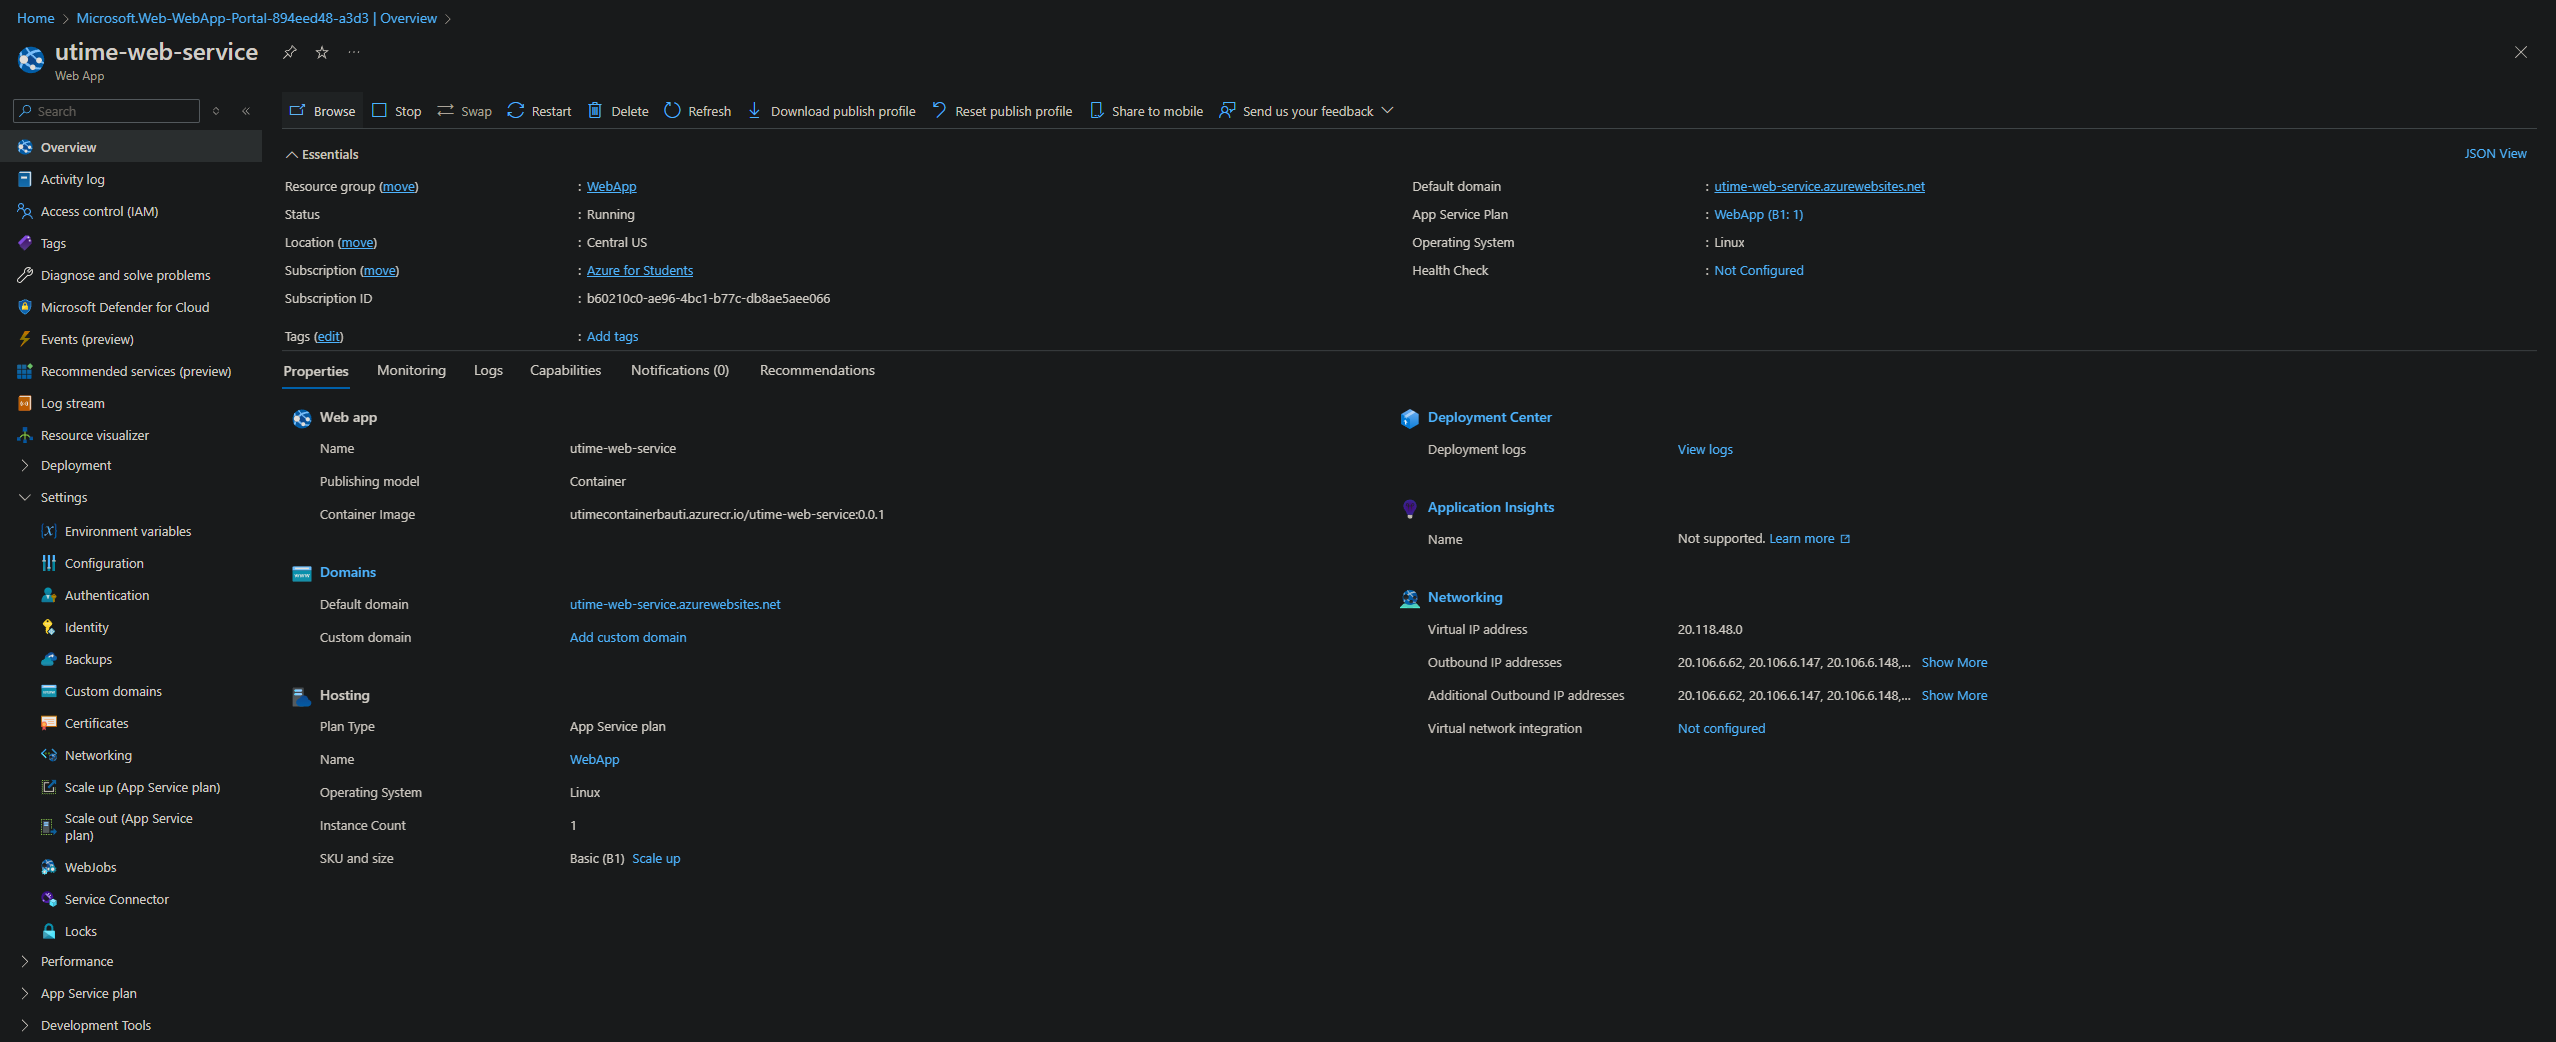 Home > Microsoft.Web-WebApp-Portal-894eed48-a3d3 | Overview >
utime-web-service
Web App
Search
Overview
Activity log
Access control (IAM)
Tags
Diagnose and solve problems
Microsoft Defender for Cloud
Events (preview)
Recommended services (preview)
Log stream
Resource visualizer
Deployment
Settings
Environment variables
Configuration
Authentication
Identity
Backups
Custom domains
Certificates
Networking
Scale up (App Service plan)
Scale out (App Service
plan)
WebJobs
Service Connector
Locks
Performance
App Service plan
Development Tools
Browse Stop Swap Restart Delete Refresh Download publish profile Reset publish profile Share to mobile Send us your feedback
Essentials
JSON View
Resource group (move) : WebApp
Status : Running
Location (move) : Central US
Subscription (move) : Azure for Students
Subscription ID : b60210c0-ae96-4bc1-b77c-db8ae5aee066
Tags (edit) : Add tags
Default domain : utime-web-service.azurewebsites.net
App Service Plan : WebApp (B1: 1)
Operating System : Linux
Health Check : Not Configured
Properties Monitoring Logs Capabilities Notifications (0) Recommendations
Web app
Name utime-web-service
Publishing model Container
Container Image utimecontainerbauti.azurecr.io/utime-web-service:0.0.1
Domains
Default domain utime-web-service.azurewebsites.net
Custom domain Add custom domain
Hosting
Plan Type App Service plan
Name WebApp
Operating System Linux
Instance Count 1
SKU and size Basic (B1) Scale up
Deployment Center
Deployment logs View logs
Application Insights
Name Not supported. Learn more
Networking
Virtual IP address 20.118.48.0
Outbound IP addresses 20.106.6.62, 20.106.6.147, 20.106.6.148,... Show More
Additional Outbound IP addresses 20.106.6.62, 20.106.6.147, 20.106.6.148,... Show More
Virtual network integration Not configured